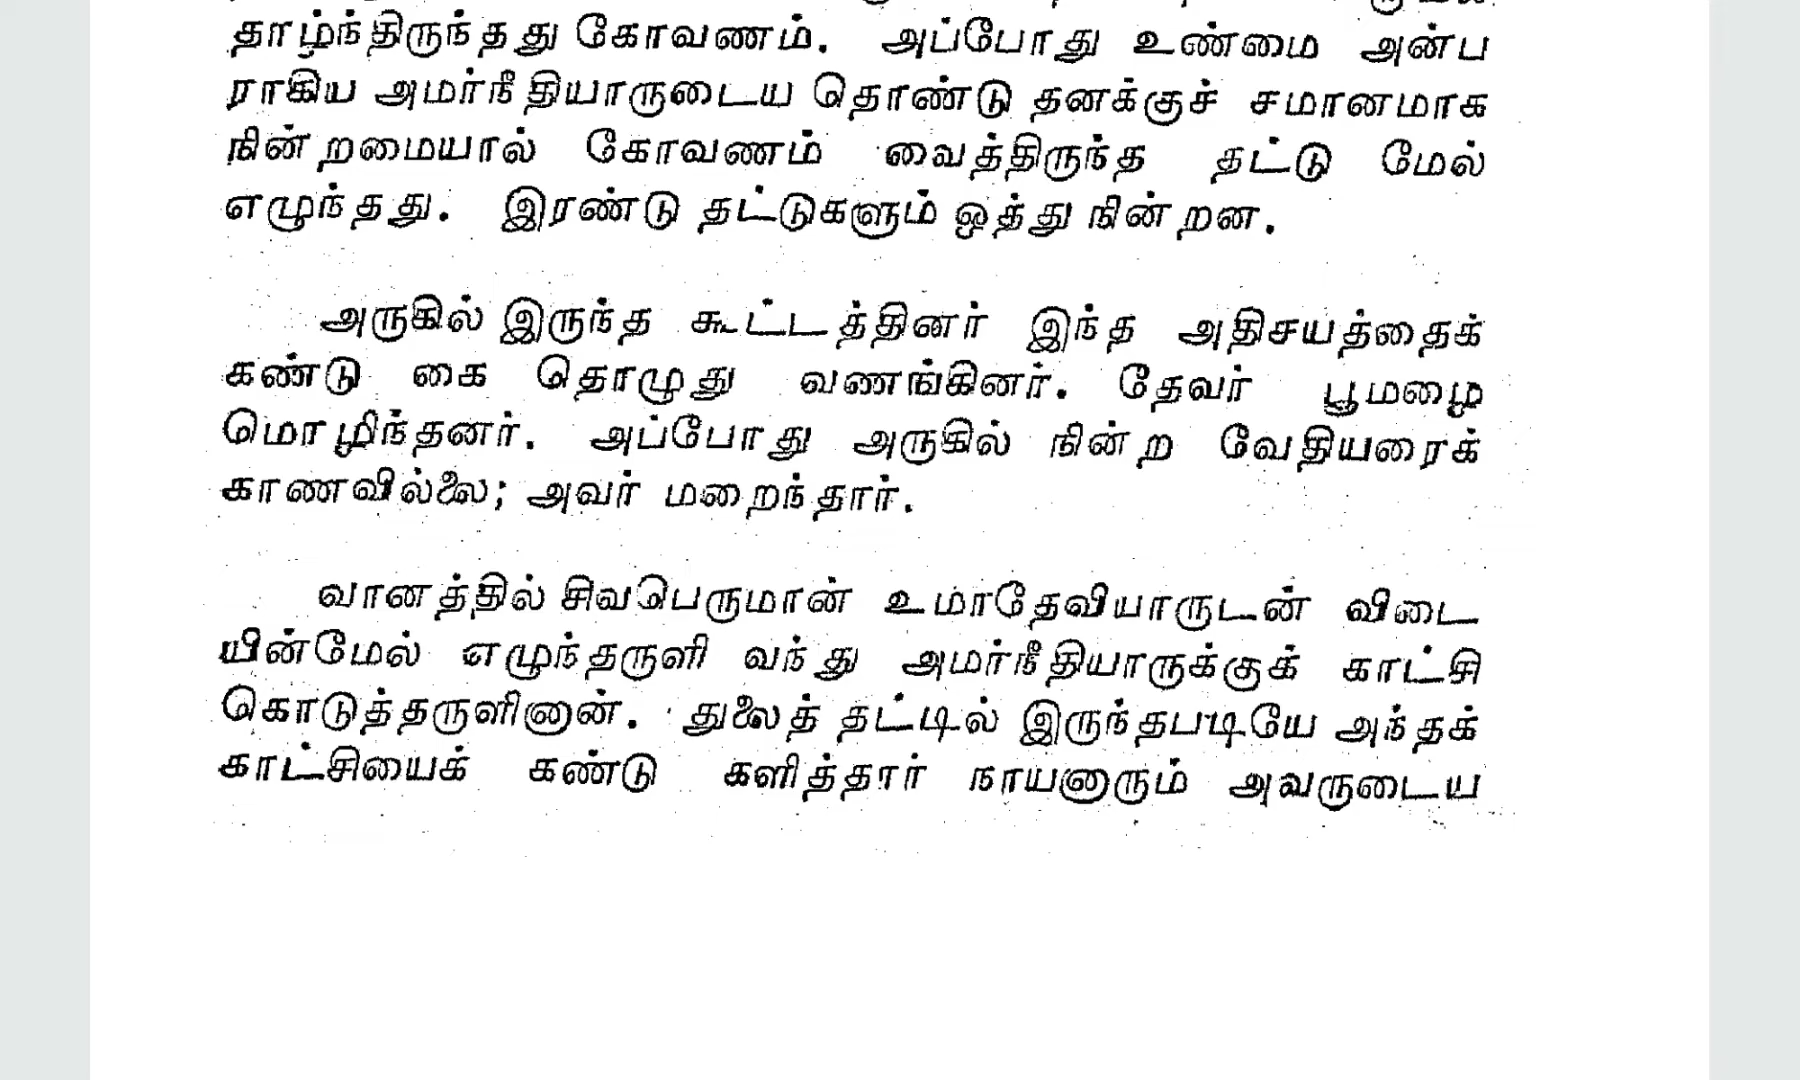 தாழ்ந்திருந்தது கோவணம். அப்போது உண்மை அன்ப
ராகிய அமர்நீதியாருடைய தொண்டு தனக்குச் சமானமாக
நின்றமையால் கோவணம் வைத்திருந்த தட்டு மேல்
எழுந்தது. இரண்டு தட்டுகளும் ஒத்து நின்றன.
அருகில் இருந்த கூட்டத்தினர் இந்த அதிசயத்தைக்
கண்டு கை தொழுது வணங்கினர். தேவர் பூமழை
மொழிந்தனர். அப்போது அருகில் நின்ற வேதியரைக்
காணவில்லை; அவர் மறைந்தார்.
வானத்தில் சிவபெருமான் உமாதேவியாருடன் விடை
யின்மேல் எழுந்தருளி வந்து அமர்நீதியாருக்குக் காட்சி
கொடுத்தருளினான். துலைத் தட்டில் இருந்தபடியே அந்தக்
காட்சியைக் கண்டு களித்தார் நாயனாரும் அவருடைய